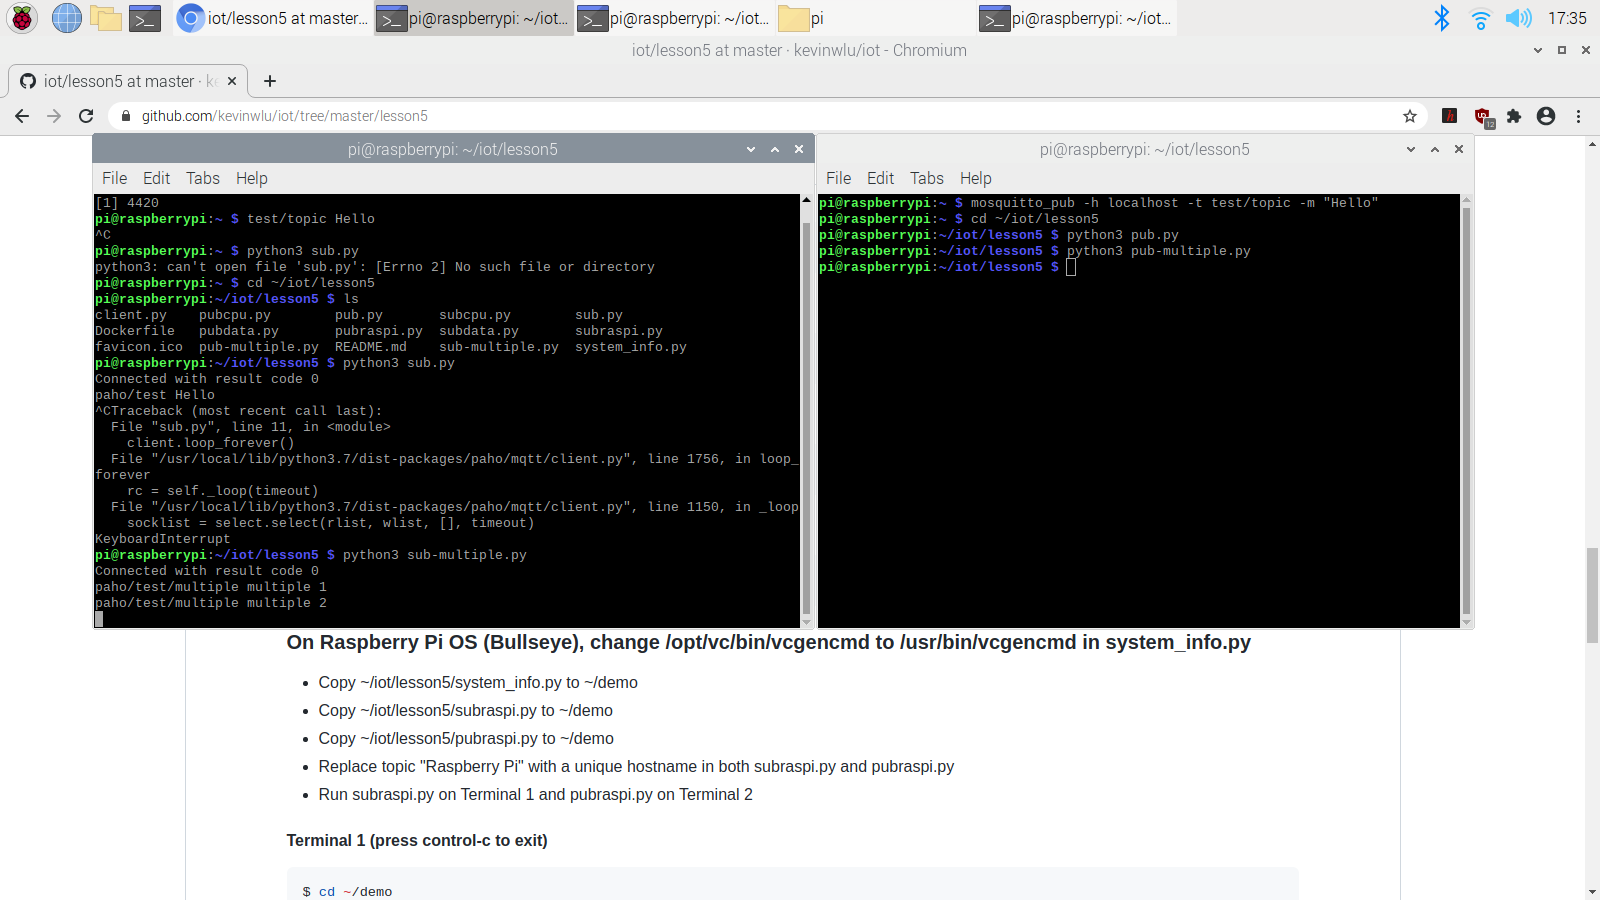 iot/lesson5 at master...
pi@raspberrypi: ~/iot...
pi@raspberrypi: ~/iot...
pi
pi@raspberrypi: ~/iot...
17:35
iot/lesson5 at master · kevinwlu/iot - Chromium
iot/lesson5 at master · ke
github.com/kevinwlu/iot/tree/master/lesson5
12
pi@raspberrypi: ~/iot/lesson5
File Edit Tabs Help
[1] 4420
pi@raspberrypi:~ $ test/topic Hello
^C
pi@raspberrypi:~ $ python3 sub.py
python3: can't open file 'sub.py': [Errno 2] No such file or directory
pi@raspberrypi:~ $ cd ~/iot/lesson5
pi@raspberrypi:~/iot/lesson5 $ ls
client.py    pubcpu.py        pub.py       subcpu.py        sub.py
Dockerfile   pubdata.py       pubraspi.py  subdata.py       subraspi.py
favicon.ico  pub-multiple.py  README.md    sub-multiple.py  system_info.py
pi@raspberrypi:~/iot/lesson5 $ python3 sub.py
Connected with result code 0
paho/test Hello
^CTraceback (most recent call last):
  File "sub.py", line 11, in <module>
    client.loop_forever()
  File "/usr/local/lib/python3.7/dist-packages/paho/mqtt/client.py", line 1756, in loop_
forever
    rc = self._loop(timeout)
  File "/usr/local/lib/python3.7/dist-packages/paho/mqtt/client.py", line 1150, in _loop
    socklist = select.select(rlist, wlist, [], timeout)
KeyboardInterrupt
pi@raspberrypi:~/iot/lesson5 $ python3 sub-multiple.py
Connected with result code 0
paho/test/multiple multiple 1
paho/test/multiple multiple 2
pi@raspberrypi: ~/iot/lesson5
File Edit Tabs Help
pi@raspberrypi:~ $ mosquitto_pub -h localhost -t test/topic -m "Hello"
pi@raspberrypi:~ $ cd ~/iot/lesson5
pi@raspberrypi:~/iot/lesson5 $ python3 pub.py
pi@raspberrypi:~/iot/lesson5 $ python3 pub-multiple.py
pi@raspberrypi:~/iot/lesson5 $
On Raspberry Pi OS (Bullseye), change /opt/vc/bin/vcgencmd to /usr/bin/vcgencmd in system_info.py
• Copy ~/iot/lesson5/system_info.py to ~/demo
• Copy ~/iot/lesson5/subraspi.py to ~/demo
• Copy ~/iot/lesson5/pubraspi.py to ~/demo
• Replace topic "Raspberry Pi" with a unique hostname in both subraspi.py and pubraspi.py
• Run subraspi.py on Terminal 1 and pubraspi.py on Terminal 2
Terminal 1 (press control-c to exit)
$ cd ~/demo